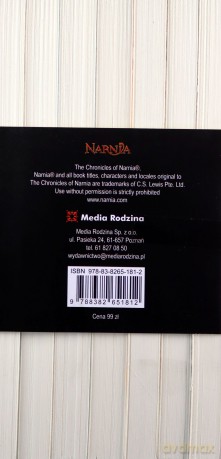 NARNIA
The Chronicles of Narnia®.
Narnia® and all book titles, characters and locales original to
The Chronicles of Narnia are trademarks of C.S. Lewis Pte. Ltd.
Use without permission is strictly prohibited
www.narnia.com
Media Rodzina
Media Rodzina Sp. z o.o.
ul. Pasieka 24, 61-657 Poznań
tel. 61 827 08 50
wydawnictwo@mediarodzina.pl
ISBN 978-83-8265-181-2
9 788382 651812
Cena 99 zł